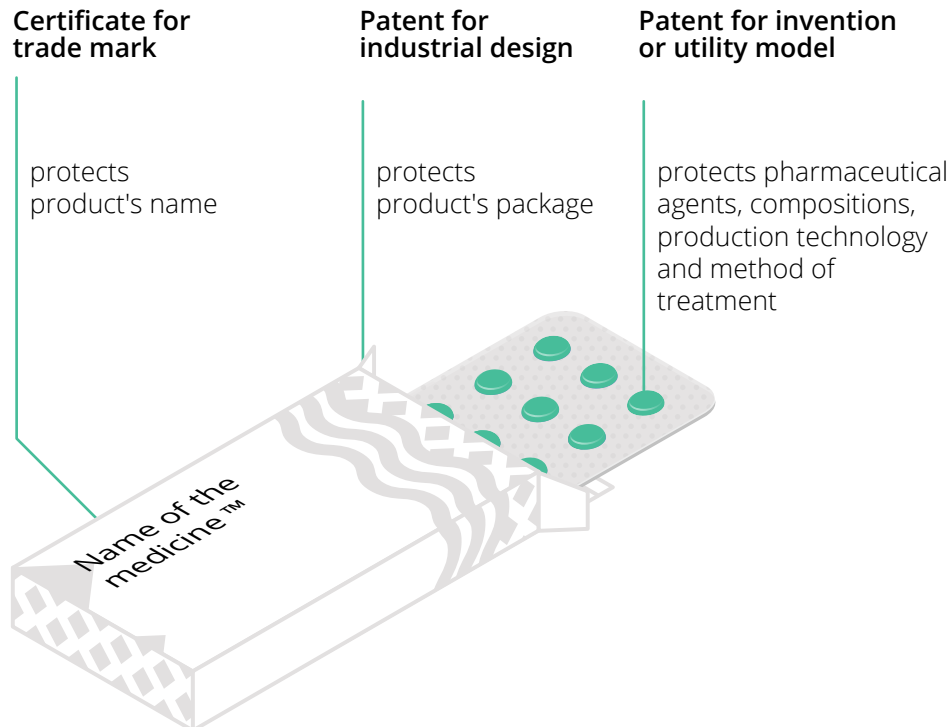 Certificate for
trade mark
protects
product's name
Patent for
industrial design
protects
product's package
Patent for invention
or utility model
protects pharmaceutical
agents, compositions,
production technology
and method of
treatment
Name of the
medicine™